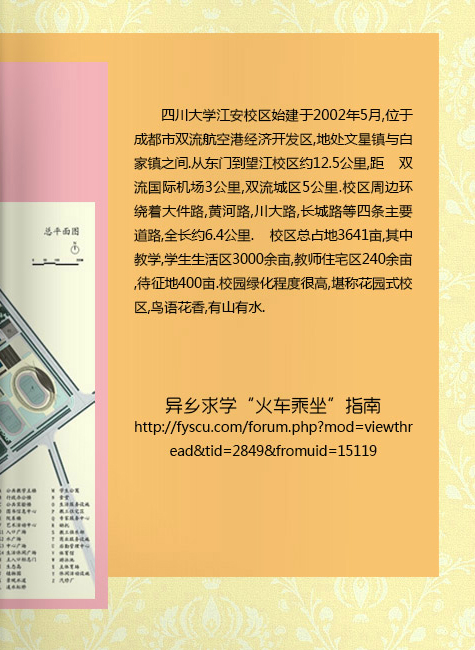 四川大学江安校区始建于2002年5月,位于
成都市双流航空港经济开发区,地处文星镇与白
家镇之间.从东门到望江校区约12.5公里,距　双
流国际机场3公里,双流城区5公里.校区周边环
绕着大件路,黄河路,川大路,长城路等四条主要
道路,全长约6.4公里.　校区总占地3641亩,其中
教学,学生生活区3000余亩,教师住宅区240余亩
,待征地400亩.校园绿化程度很高,堪称花园式校
区,鸟语花香,有山有水.
总平面图
异乡求学“火车乘坐”指南
http://fyscu.com/forum.php?mod=viewthr
ead&tid=2849&fromuid=15119